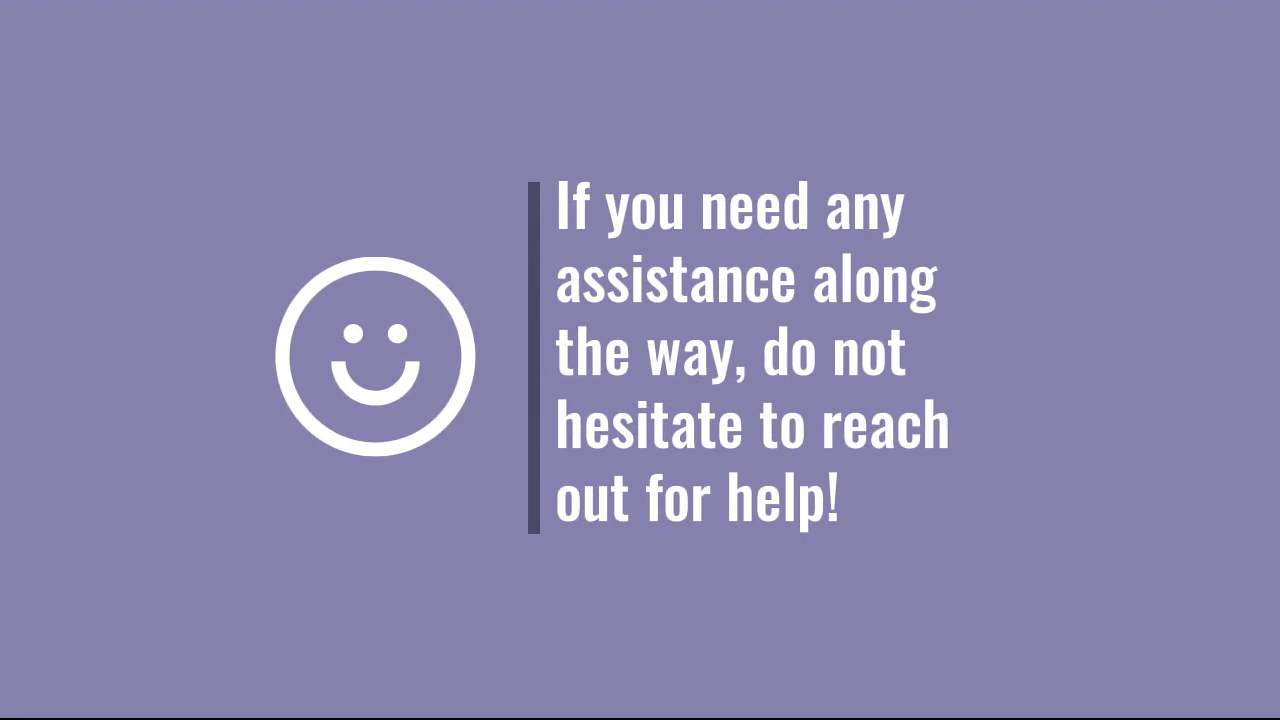 If you need any
assistance along
the way, do not
hesitate to reach
out for help!